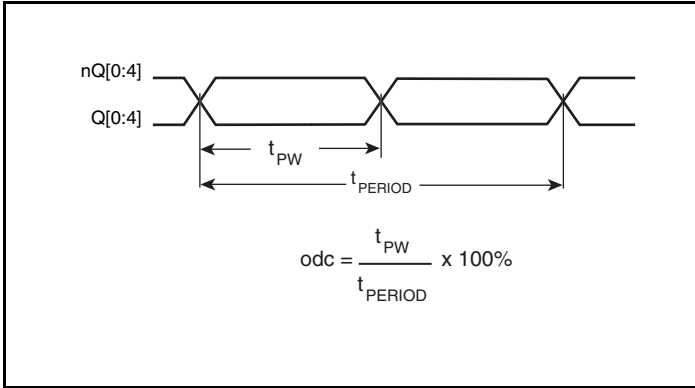 nQ[0:4]
Q[0:4]
tPW
tPERIOD
odc = tPW / tPERIOD x 100%